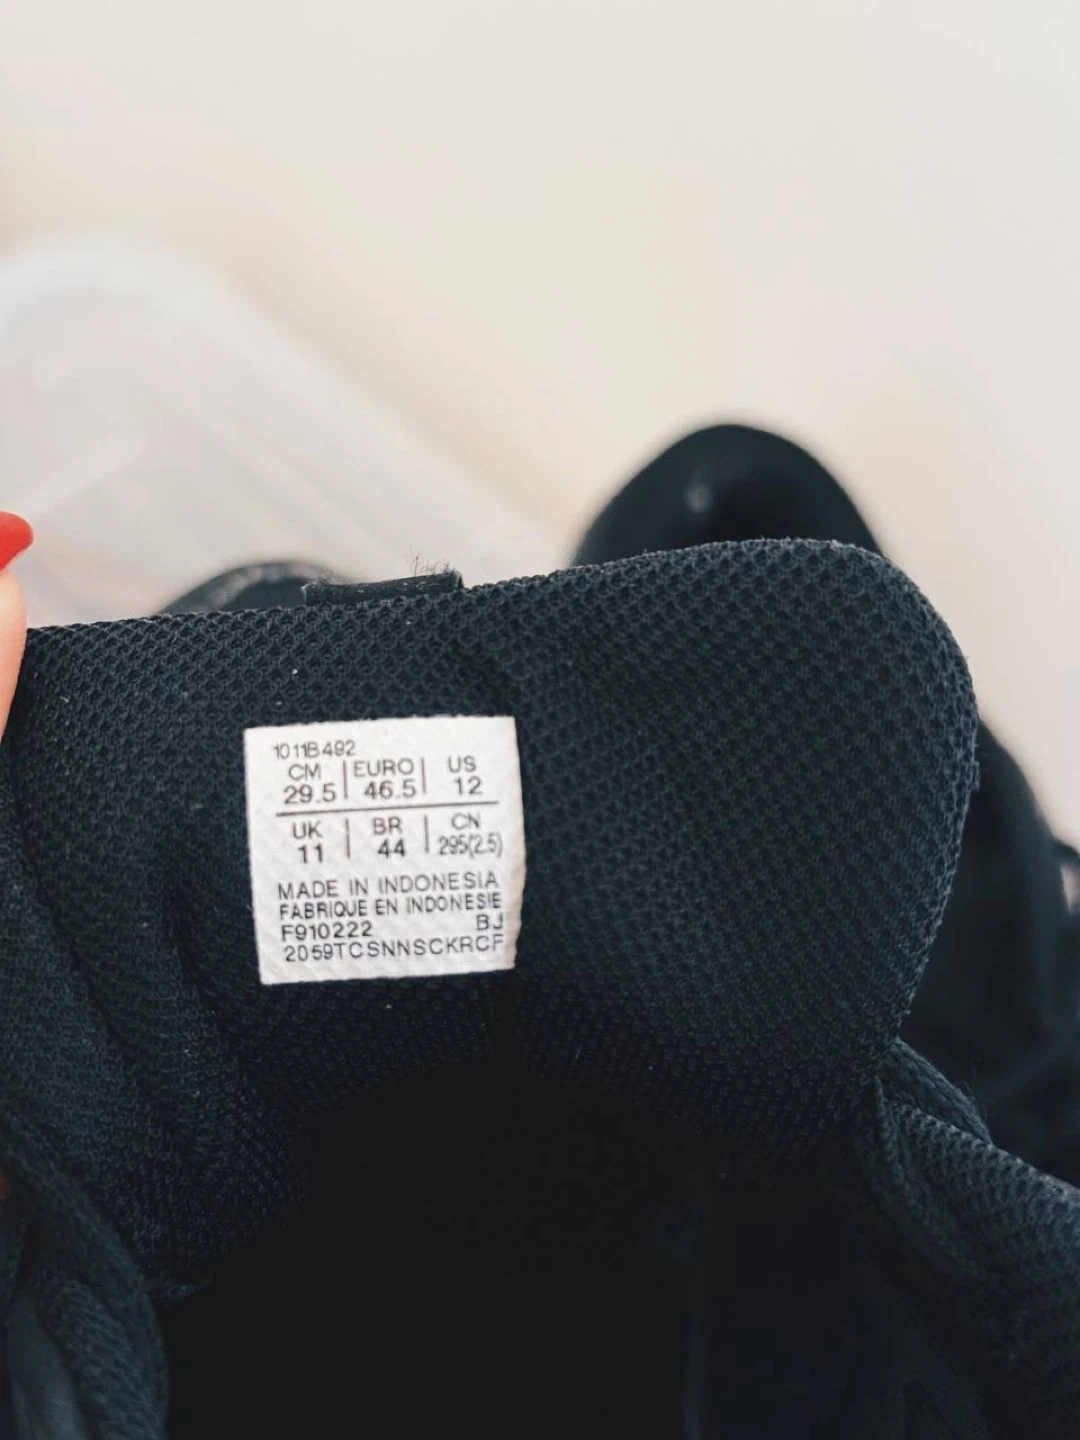 1011B492
CM | EURO | US
29.5 | 46.5 | 12
UK | BR | CN
11 | 44 | 295(2.5)
MADE IN INDONESIA
FABRIQUE EN INDONESIE
F910222 BJ
2059TCSNNSCKRCF